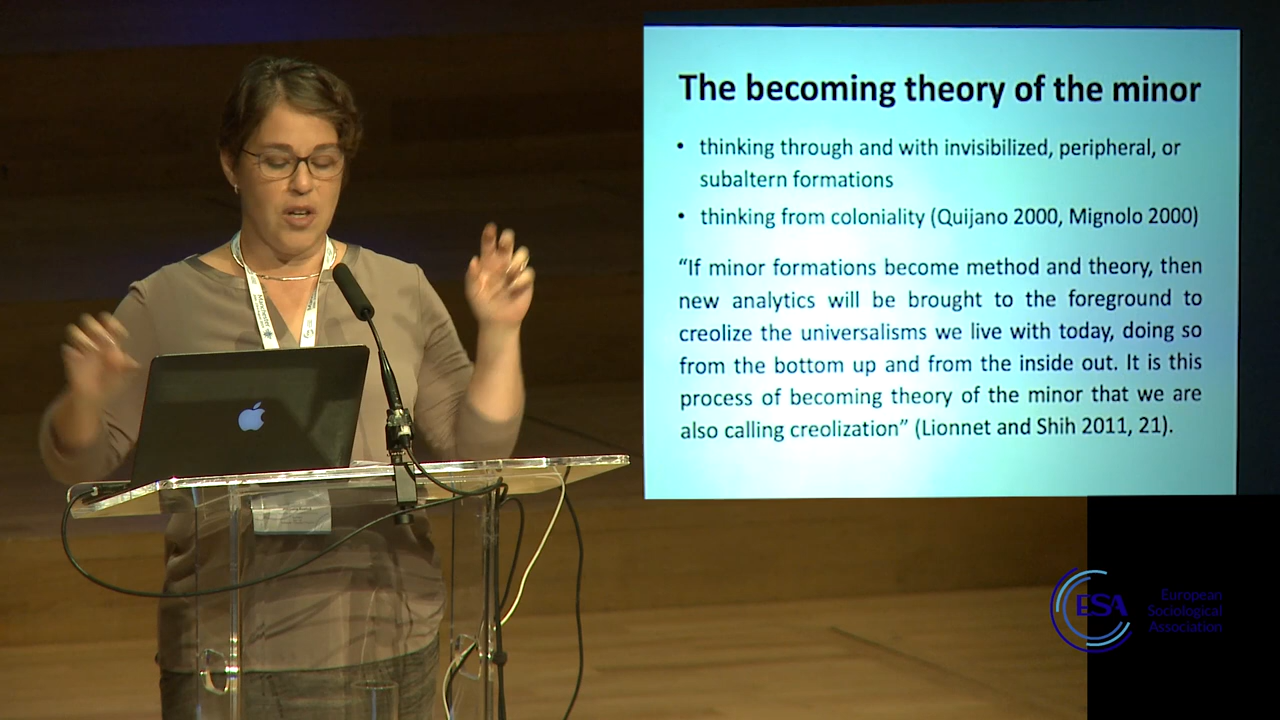 The becoming theory of the minor
• thinking through and with invisibilized, peripheral, or
subaltern formations
• thinking from coloniality (Quijano 2000, Mignolo 2000)
“If minor formations become method and theory, then
new analytics will be brought to the foreground to
creolize the universalisms we live with today, doing so
from the bottom up and from the inside out. It is this
process of becoming theory of the minor that we are
also calling creolization” (Lionnet and Shih 2011, 21).
Manchester
ESA
European
Sociological
Association